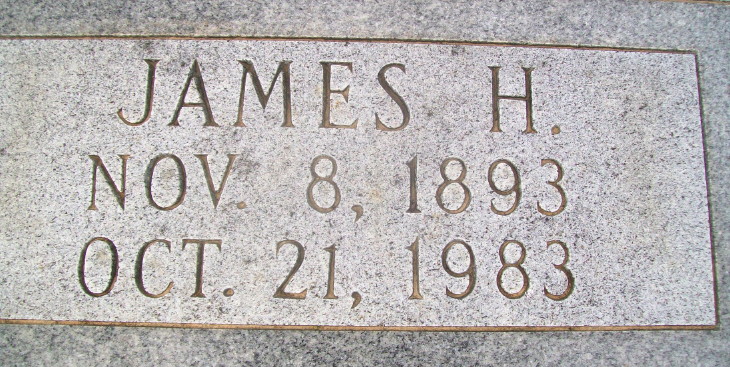 JAMES H.
NOV. 8, 1893
OCT. 21, 1983